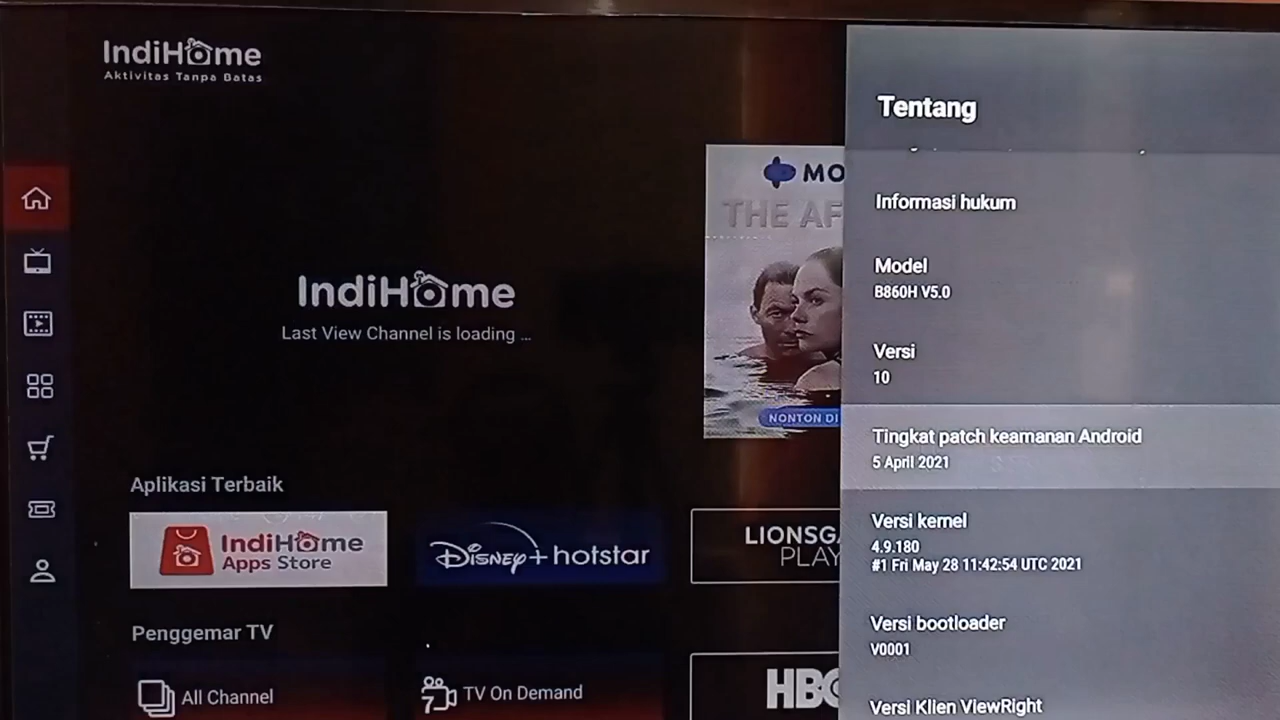 IndiHome
Aktivitas Tanpa Batas
IndiHome
Last View Channel is loading ...
MO
THE AF
NONTON DI
Aplikasi Terbaik
IndiHome
Apps Store
Disney+ hotstar
LIONSGA
PLAY
Penggemar TV
All Channel
TV On Demand
HBO
Tentang
Informasi hukum
Model
B860H V5.0
Versi
10
Tingkat patch keamanan Android
5 April 2021
Versi kernel
4.9.180
#1 Fri May 28 11:42:54 UTC 2021
Versi bootloader
V0001
Versi Klien ViewRight